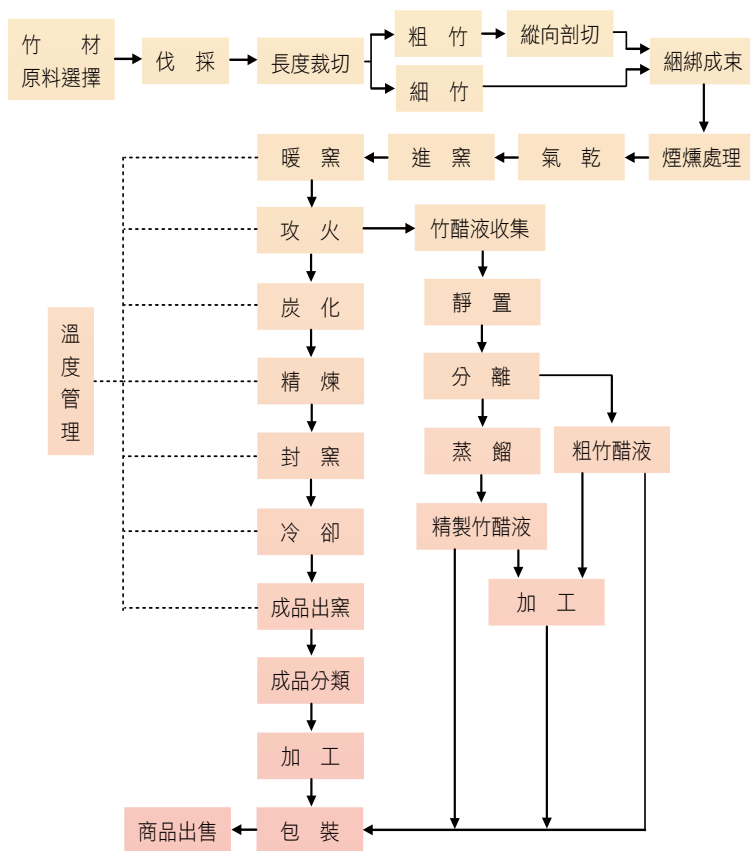 竹　材
原料選擇
伐　採
長度裁切
粗　竹
縱向剖切
細竹
綑綁成束
煙燻處理
氣　乾
進　窯
暖　窯
攻　火
竹醋液收集
炭　化
靜　置
溫
度
管
理
精　煉
分　離
封　窯
蒸　餾
粗竹醋液
冷　卻
精製竹醋液
成品出窯
加　工
成品分類
加　工
商品出售
包　裝